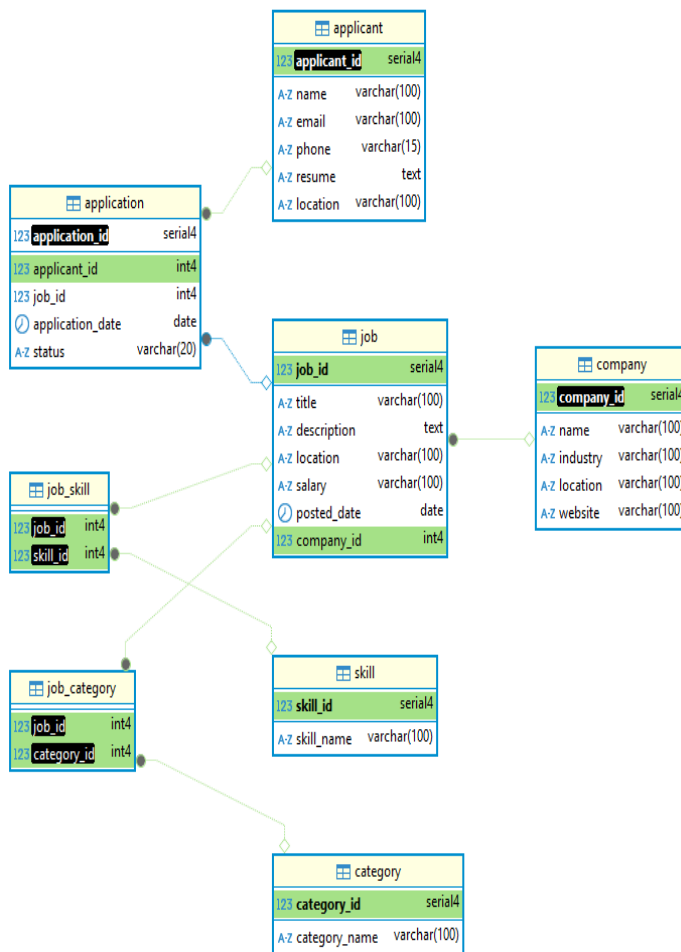 applicant
123 applicant_id serial4
A-Z name varchar(100)
A-Z email varchar(100)
A-Z phone varchar(15)
A-Z resume text
A-Z location varchar(100)
application
123 application_id serial4
123 applicant_id int4
123 job_id int4
application_date date
A-Z status varchar(20)
job
123 job_id serial4
A-Z title varchar(100)
A-Z description text
A-Z location varchar(100)
A-Z salary varchar(100)
posted_date date
123 company_id int4
company
123 company_id serial4
A-Z name varchar(100)
A-Z industry varchar(100)
A-Z location varchar(100)
A-Z website varchar(100)
job_skill
123 job_id int4
123 skill_id int4
job_category
123 job_id int4
123 category_id int4
skill
123 skill_id serial4
A-Z skill_name varchar(100)
category
123 category_id serial4
A-Z category_name varchar(100)